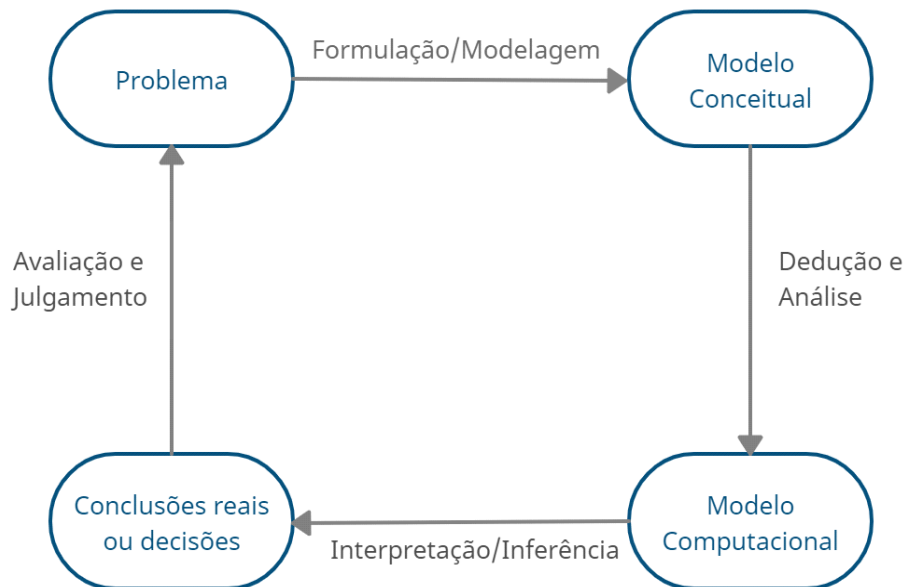 Formulação/Modelagem
Problema
Modelo
Conceitual
Avaliação e
Julgamento
Dedução e
Análise
Conclusões reais
ou decisões
Interpretação/Inferência
Modelo
Computacional